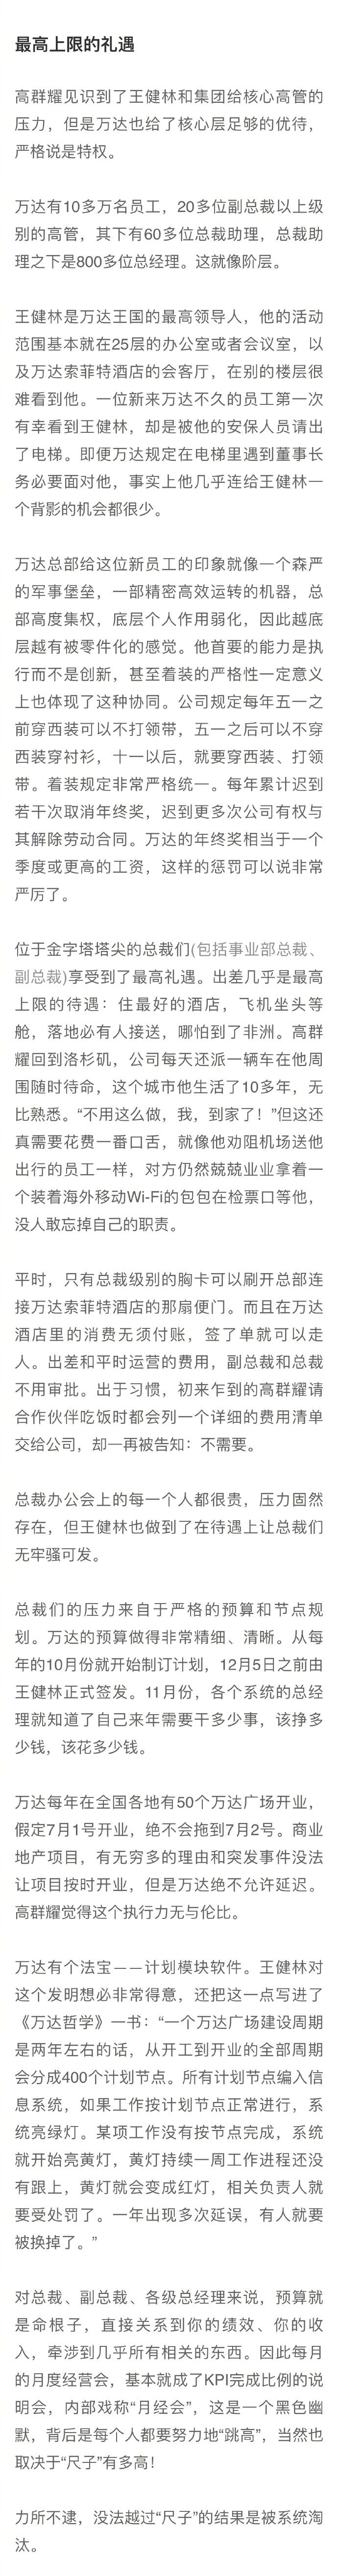 最高上限的礼遇
高群耀见识到了王健林和集团给核心高管的
压力，但是万达也给了核心层足够的优待，
严格说是特权。
万达有10多万名员工，20多位副总裁以上级
别的高管，其下有60多位总裁助理，总裁助
理之下是800多位总经理。这就像阶层。
王健林是万达王国的最高领导人，他的活动
范围基本就在25层的办公室或者会议室，以
及万达索菲特酒店的会客厅，在别的楼层很
难看到他。一位新来万达不久的员工第一次
有幸看到王健林，却是被他的安保人员请出
了电梯。即便万达规定在电梯里遇到董事长
务必要面对他，事实上他几乎连给王健林一
个背影的机会都很少。
万达总部给这位新员工的印象就像一个森严
的军事堡垒，一部精密高效运转的机器，总
部高度集权，底层个人作用弱化，因此越底
层越有被零件化的感觉。他首要的能力是执
行而不是创新，甚至着装的严格性一定意义
上也体现了这种协同。公司规定每年五一之
前穿西装可以不打领带，五一之后可以不穿
西装穿衬衫，十一以后，就要穿西装、打领
带。着装规定非常严格统一。每年累计迟到
若干次取消年终奖，迟到更多次公司有权与
其解除劳动合同。万达的年终奖相当于一个
季度或更高的工资，这样的惩罚可以说非常
严厉了。
位于金字塔塔尖的总裁们(包括事业部总裁、
副总裁)享受到了最高礼遇。出差几乎是最高
上限的待遇：住最好的酒店，飞机坐头等
舱，落地必有人接送，哪怕到了非洲。高群
耀回到洛杉矶，公司每天还派一辆车在他周
围随时待命，这个城市他生活了10多年，无
比熟悉。“不用这么做，我，到家了！”但这还
真需要花费一番口舌，就像他劝阻机场送他
出行的员工一样，对方仍然兢兢业业拿着一
个装着海外移动Wi-Fi的包包在检票口等他，
没人敢忘掉自己的职责。
平时，只有总裁级别的胸卡可以刷开总部连
接万达索菲特酒店的那扇便门。而且在万达
酒店里的消费无须付账，签了单就可以走
人。出差和平时运营的费用，副总裁和总裁
不用审批。出于习惯，初来乍到的高群耀请
合作伙伴吃饭时都会列一个详细的费用清单
交给公司，却一再被告知：不需要。
总裁办公会上的每一个人都很贵，压力固然
存在，但王健林也做到了在待遇上让总裁们
无牢骚可发。
总裁们的压力来自于严格的预算和节点规
划。万达的预算做得非常精细、清晰。从每
年的10月份就开始制订计划，12月5日之前由
王健林正式签发。11月份，各个系统的总经
理就知道了自己来年需要干多少事，该挣多
少钱，该花多少钱。
万达每年在全国各地有50个万达广场开业，
假定7月1号开业，绝不会拖到7月2号。商业
地产项目，有无穷多的理由和突发事件没法
让项目按时开业，但是万达绝不允许延迟。
高群耀觉得这个执行力无与伦比。
万达有个法宝——计划模块软件。王健林对
这个发明想必非常得意，还把这一点写进了
《万达哲学》一书：“一个万达广场建设周期
是两年左右的话，从开工到开业的全部周期
会分成400个计划节点。所有计划节点编入信
息系统，如果工作按计划节点正常进行，系
统亮绿灯。某项工作没有按节点完成，系统
就开始亮黄灯，黄灯持续一周工作进程还没
有跟上，黄灯就会变成红灯，相关负责人就
要受处罚了。一年出现多次延误，有人就要
被换掉了。”
对总裁、副总裁、各级总经理来说，预算就
是命根子，直接关系到你的绩效、你的收
入，牵涉到几乎所有相关的东西。因此每月
的月度经营会，基本就成了KPI完成比例的说
明会，内部戏称“月经会”，这是一个黑色幽
默，背后是每个人都要努力地“跳高”，当然也
取决于“尺子”有多高！
力所不逮，没法越过“尺子”的结果是被系统淘
汰。